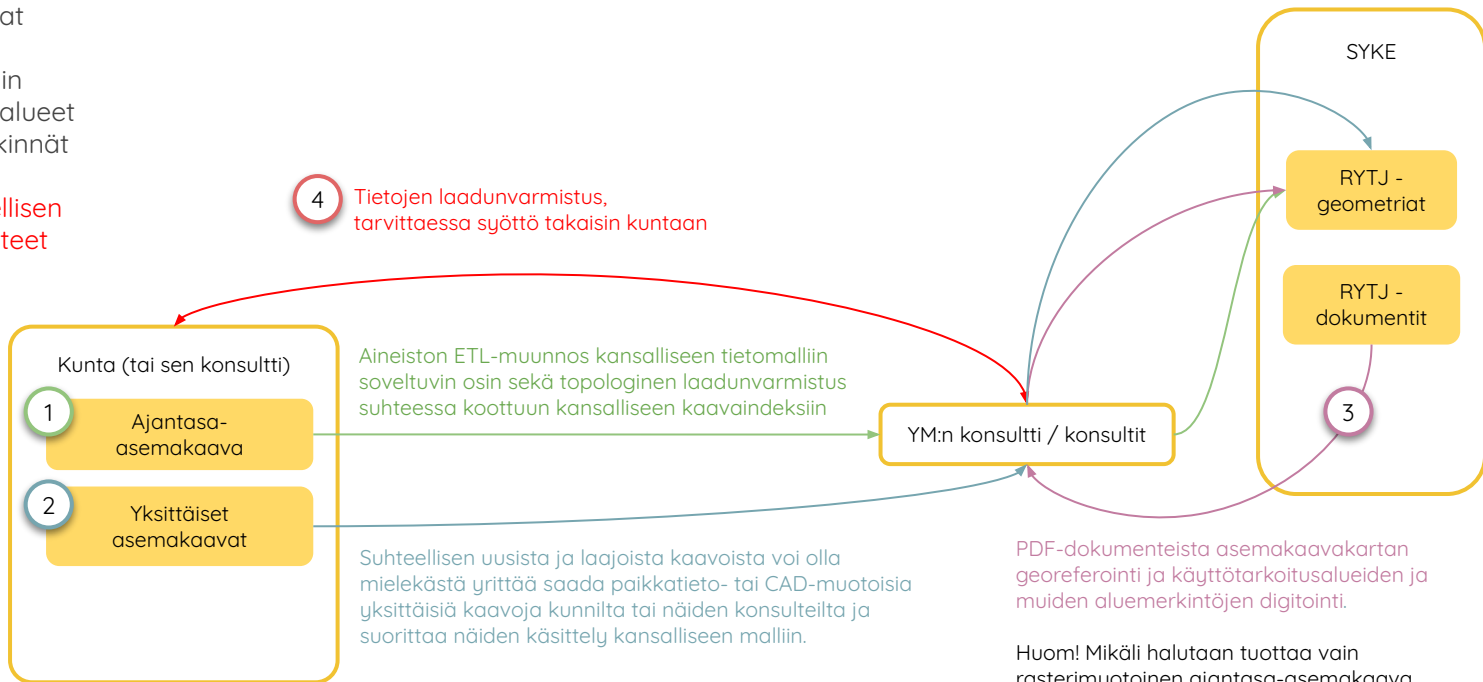 at
in
alueet
kinnät
ellisen
teet
SYKE
RYTJ -
geometriat
RYTJ -
dokumentit
3
4
Tietojen laadunvarmistus,
tarvittaessa syöttö takaisin kuntaan
Kunta (tai sen konsultti)
1
Ajantasa-
asemakaava
2
Yksittäiset
asemakaavat
Aineiston ETL-muunnos kansalliseen tietomalliin
soveltuvin osin sekä topologinen laadunvarmistus
suhteessa koottuun kansalliseen kaavaindeksiin
YM:n konsultti / konsultit
Suhteellisen uusista ja laajoista kaavoista voi olla
mielekästä yrittää saada paikkatieto- tai CAD-muotoisia
yksittäisiä kaavoja kunnilta tai näiden konsulteilta ja
suorittaa näiden käsittely kansalliseen malliin.
PDF-dokumenteista asemakaavakartan
georeferointi ja käyttötarkoitusalueiden ja
muiden aluemerkintöjen digitointi.
Huom! Mikäli halutaan tuottaa vain
rasterimuotoinen ajantasa-asemakaava